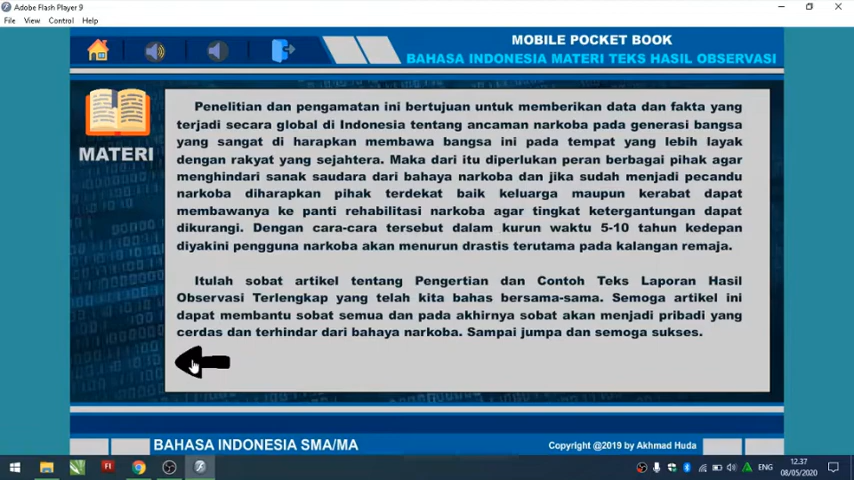 Adobe Flash Player 9
File View Control Help
MOBILE POCKET BOOK
BAHASA INDONESIA MATERI TEKS HASIL OBSERVASI
MATERI
Penelitian dan pengamatan ini bertujuan untuk memberikan data dan fakta yang
terjadi secara global di Indonesia tentang ancaman narkoba pada generasi bangsa
yang sangat di harapkan membawa bangsa ini pada tempat yang lebih layak
dengan rakyat yang sejahtera. Maka dari itu diperlukan peran berbagai pihak agar
menghindari sanak saudara dari bahaya narkoba dan jika sudah menjadi pecandu
narkoba diharapkan pihak terdekat baik keluarga maupun kerabat dapat
membawanya ke panti rehabilitasi narkoba agar tingkat ketergantungan dapat
dikurangi. Dengan cara-cara tersebut dalam kurun waktu 5-10 tahun kedepan
diyakini pengguna narkoba akan menurun drastis terutama pada kalangan remaja.
Itulah sobat artikel tentang Pengertian dan Contoh Teks Laporan Hasil
Observasi Terlengkap yang telah kita bahas bersama-sama. Semoga artikel ini
dapat membantu sobat semua dan pada akhirnya sobat akan menjadi pribadi yang
cerdas dan terhindar dari bahaya narkoba. Sampai jumpa dan semoga sukses.
BAHASA INDONESIA SMA/MA
Copyright @2019 by Akhmad Huda
ENG
12.37
08/05/2020